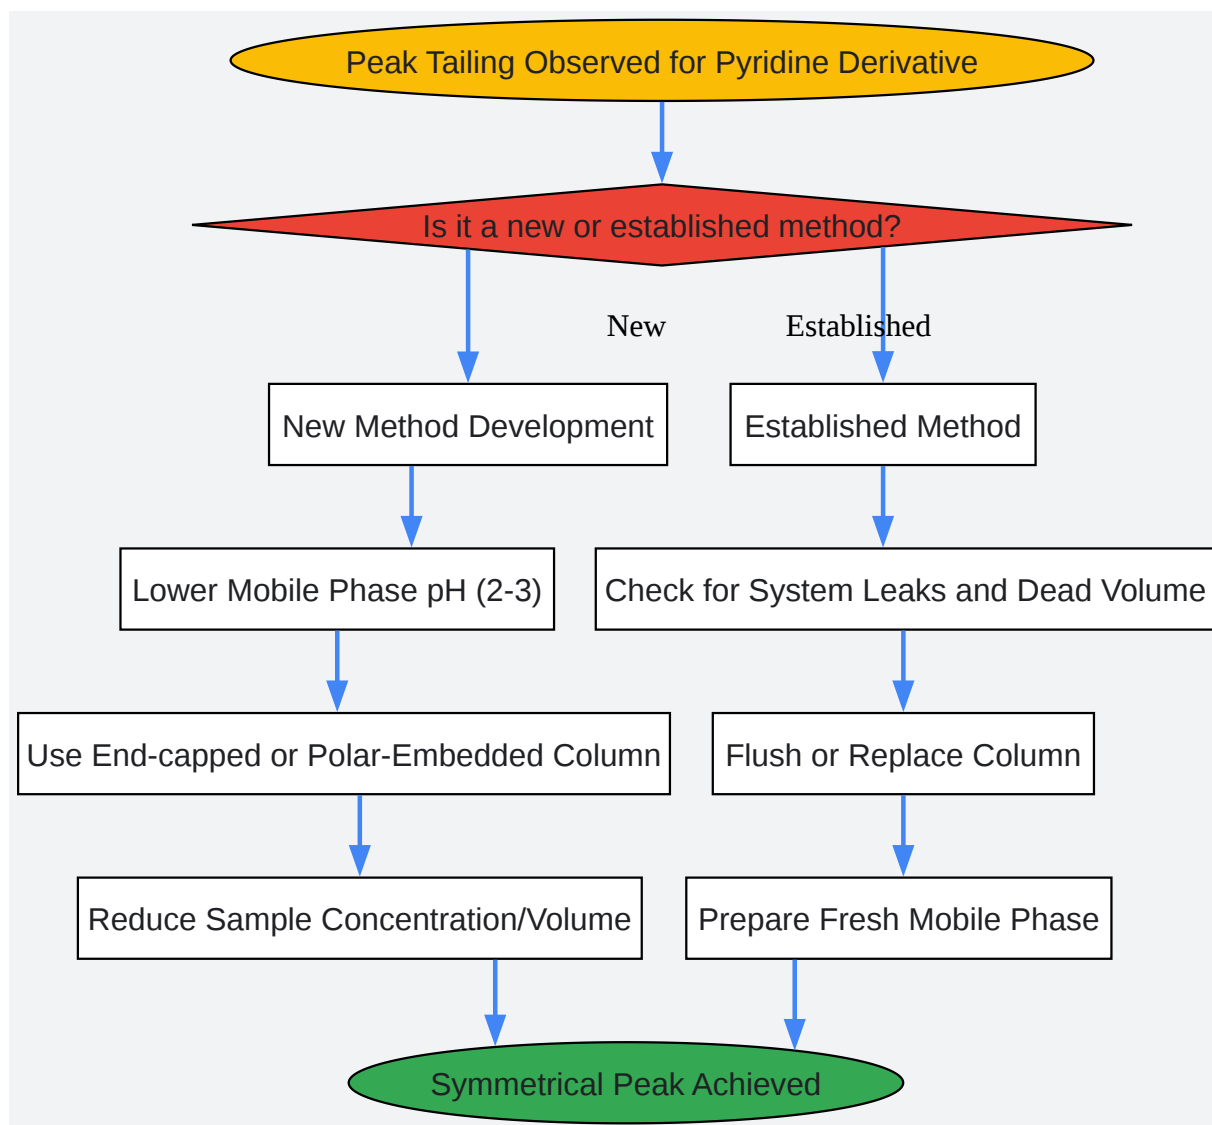 Peak Tailing Observed for Pyridine Derivative
Is it a new or established method?
New
Established
New Method Development
Established Method
Lower Mobile Phase pH (2-3)
Check for System Leaks and Dead Volume
Use End-capped or Polar-Embedded Column
Flush or Replace Column
Reduce Sample Concentration/Volume
Prepare Fresh Mobile Phase
Symmetrical Peak Achieved